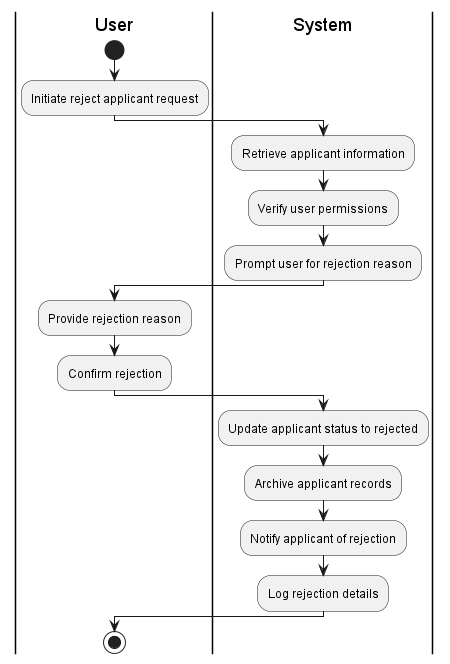 User
System
Initiate reject applicant request
Retrieve applicant information
Verify user permissions
Prompt user for rejection reason
Provide rejection reason
Confirm rejection
Update applicant status to rejected
Archive applicant records
Notify applicant of rejection
Log rejection details